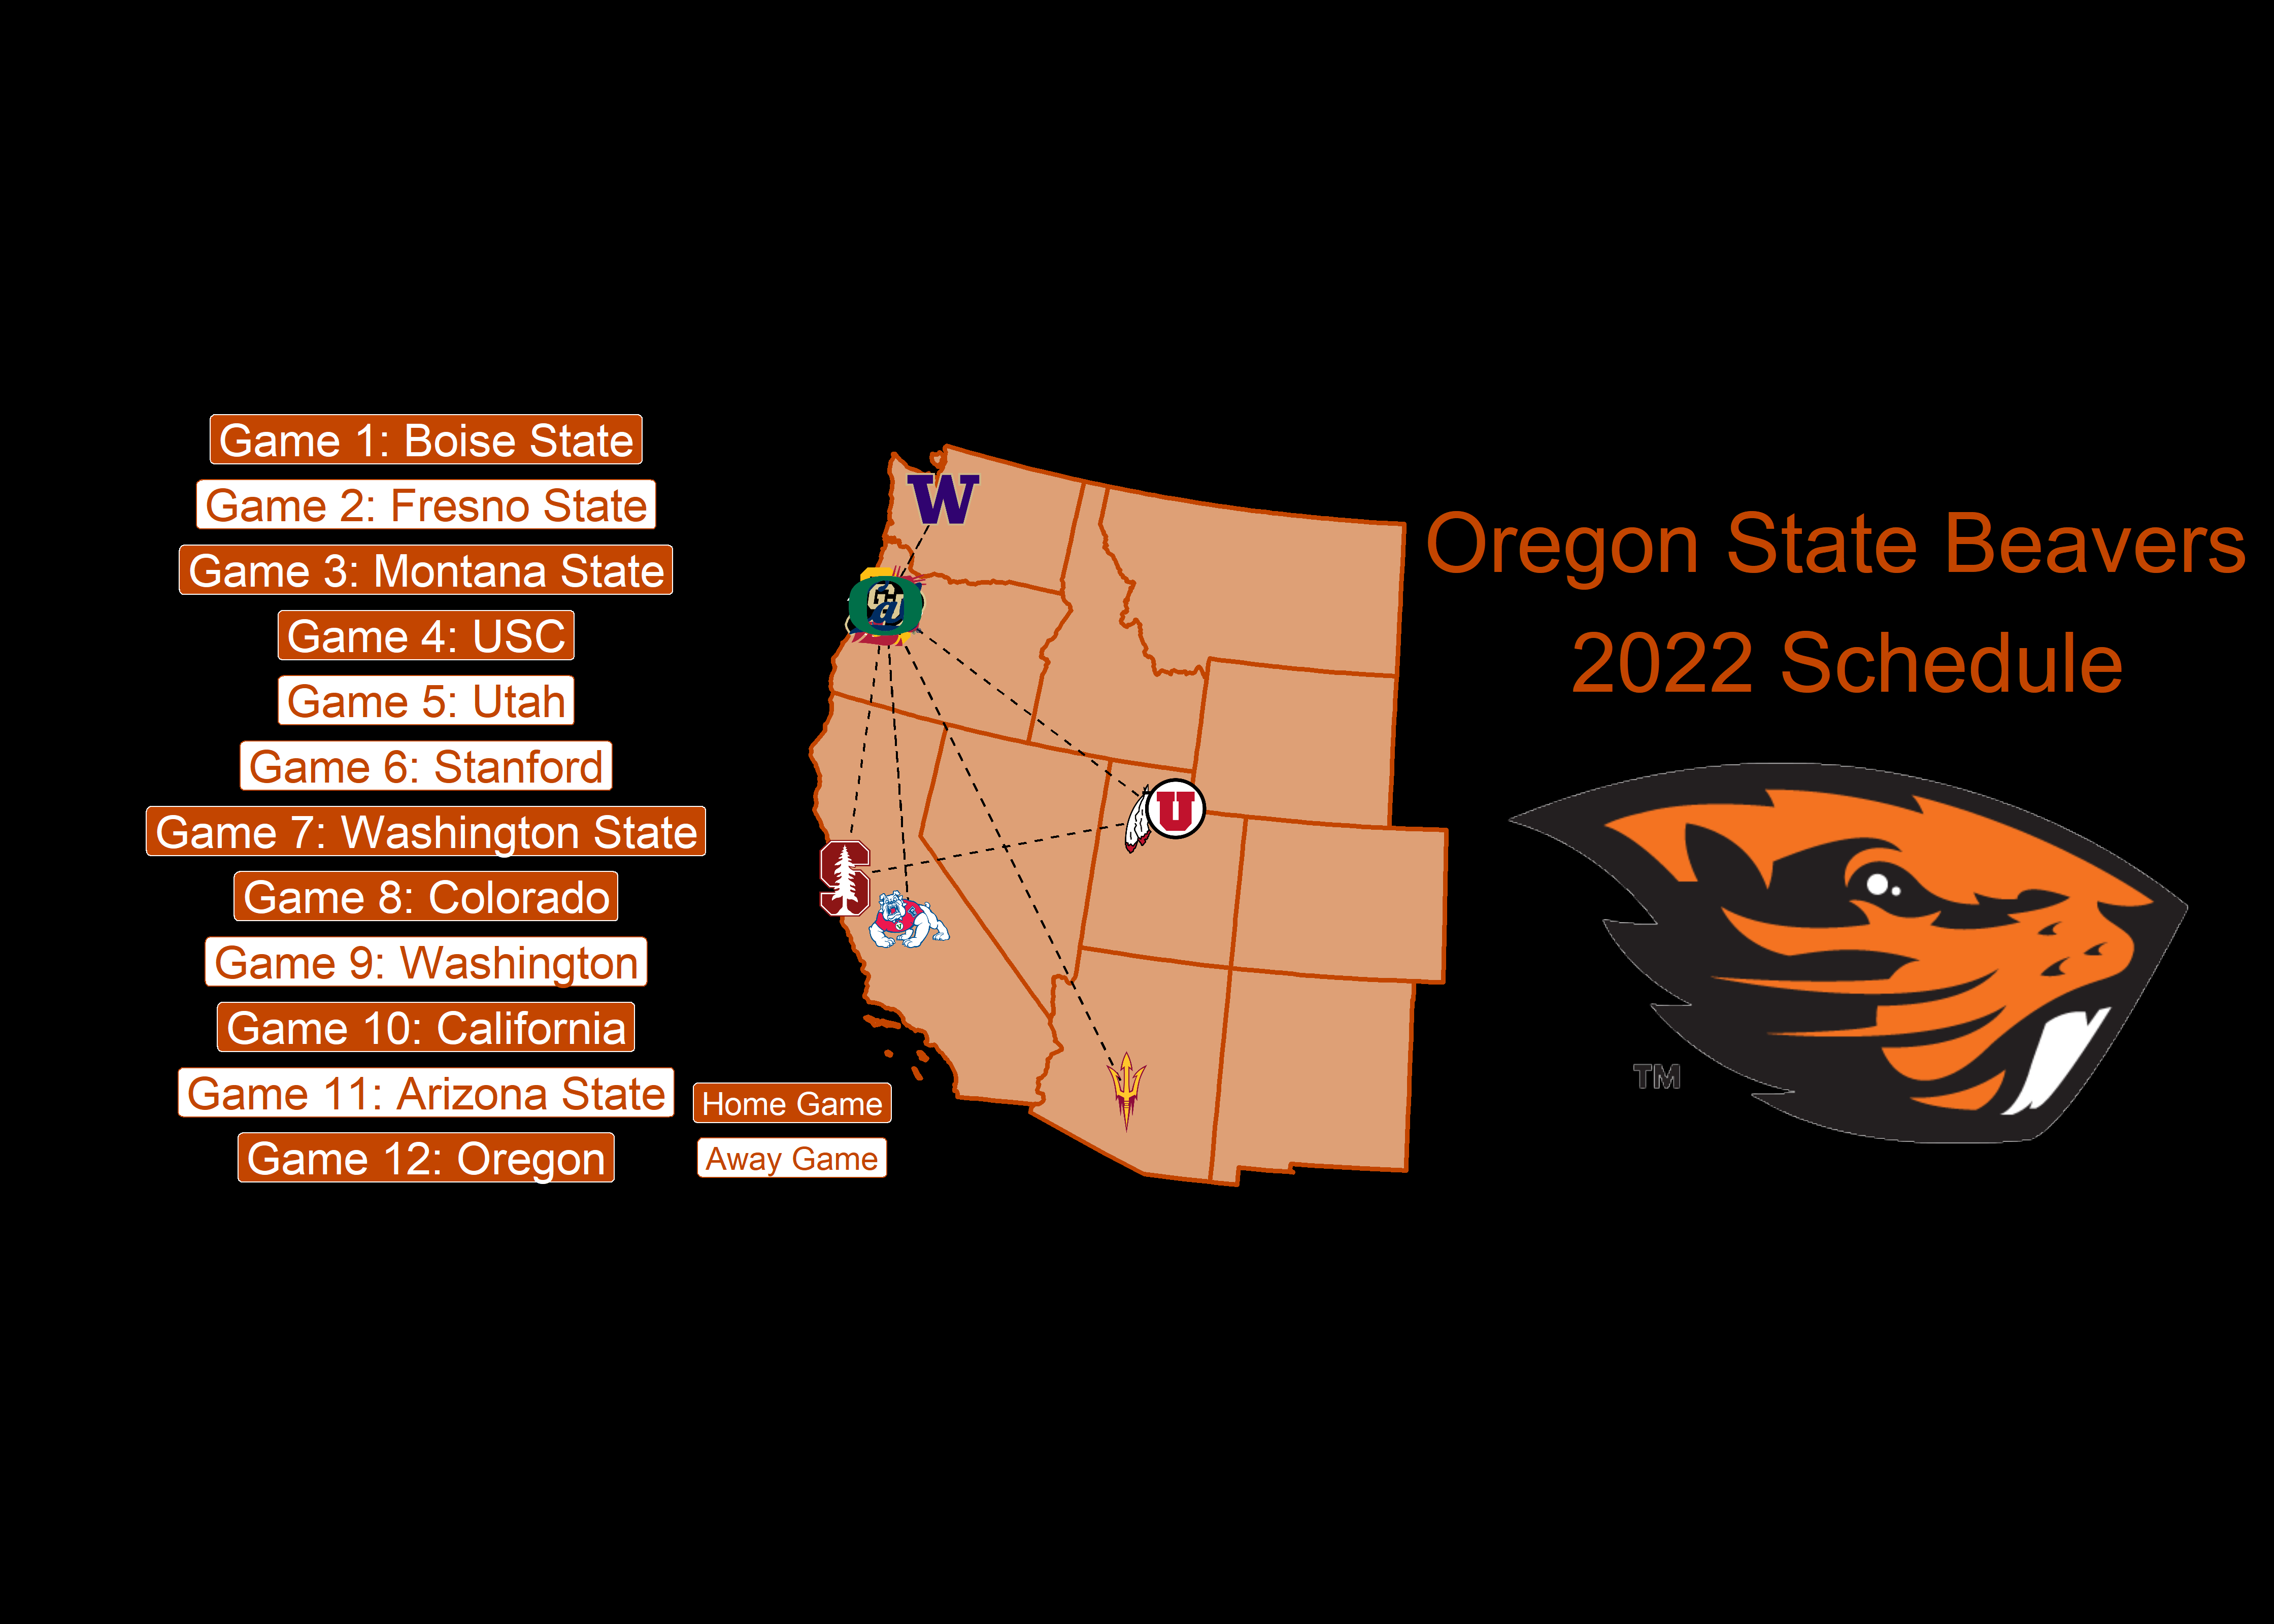 Game 1: Boise State
Game 2: Fresno State
Game 3: Montana State
Game 4: USC
Game 5: Utah
Game 6: Stanford
Game 7: Washington State
Game 8: Colorado
Game 9: Washington
Game 10: California
Game 11: Arizona State
Game 12: Oregon
Home Game
Away Game
W
U
S
Oregon State Beavers
2022 Schedule
TM